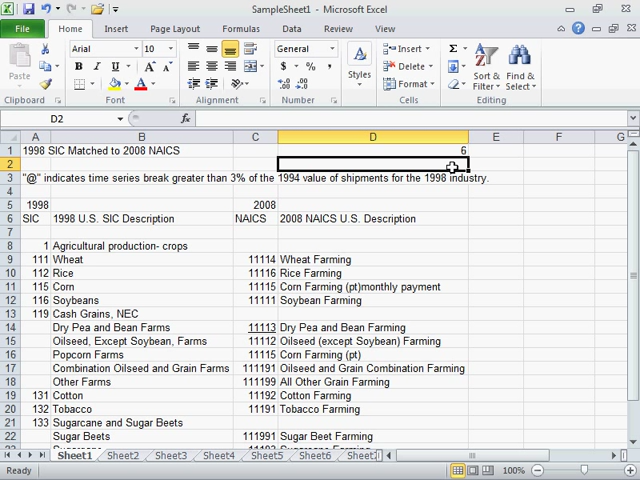 SampleSheet1 - Microsoft Excel
File Home Insert Page Layout Formulas Data Review View
Paste Arial 10 General Styles Insert Delete Format Sort & Filter Find & Select
Clipboard Font Alignment Number Cells Editing
D2 fx
A B C D E F G
1 1998 SIC Matched to 2008 NAICS 6
2
3 "@" indicates time series break greater than 3% of the 1994 value of shipments for the 1998 industry.
4
5 1998 2008
6 SIC 1998 U.S. SIC Description NAICS 2008 NAICS U.S. Description
7
8 1 Agricultural production- crops
9 111 Wheat 11114 Wheat Farming
10 112 Rice 11116 Rice Farming
11 115 Corn 11115 Corn Farming (pt)monthly payment
12 116 Soybeans 11111 Soybean Farming
13 119 Cash Grains, NEC
14 Dry Pea and Bean Farms 11113 Dry Pea and Bean Farming
15 Oilseed, Except Soybean, Farms 11112 Oilseed (except Soybean) Farming
16 Popcorn Farms 11115 Corn Farming (pt)
17 Combination Oilseed and Grain Farms 111191 Oilseed and Grain Combination Farming
18 Other Farms 111199 All Other Grain Farming
19 131 Cotton 11192 Cotton Farming
20 132 Tobacco 11191 Tobacco Farming
21 133 Sugarcane and Sugar Beets
22 Sugar Beets 111991 Sugar Beet Farming
Sheet1 Sheet2 Sheet3 Sheet4 Sheet5 Sheet6
Ready 100%